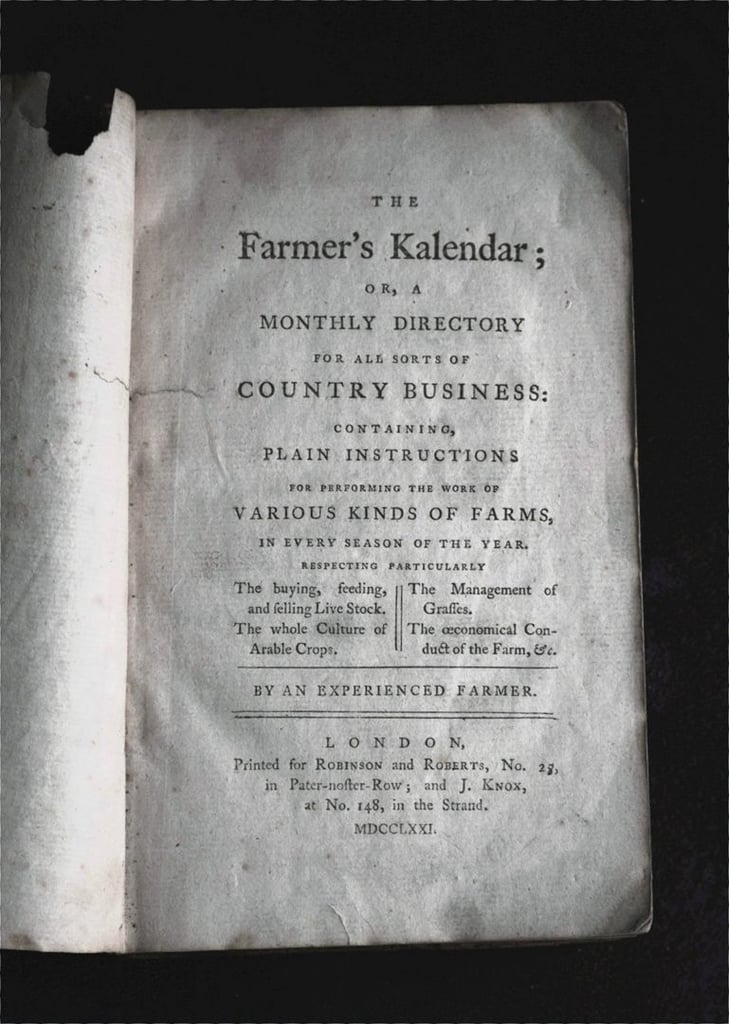 THE
Farmer's Kalendar;
OR, A
MONTHLY DIRECTORY
FOR ALL SORTS OF
COUNTRY BUSINESS:
CONTAINING,
PLAIN INSTRUCTIONS
FOR PERFORMING THE WORK OF
VARIOUS KINDS OF FARMS,
IN EVERY SEASON OF THE YEAR.
RESPECTING PARTICULARLY
The buying, feeding,
and ſelling Live Stock.
The whole Culture of
Arable Crops.
The Management of
Graſſes.
The œconomical Con-
duct of the Farm, &c.
BY AN EXPERIENCED FARMER.
LONDON,
Printed for ROBINSON and ROBERTS, No. 25,
in Pater-noſter-Row; and J. KNOX,
at No. 148, in the Strand.
MDCCLXXI.